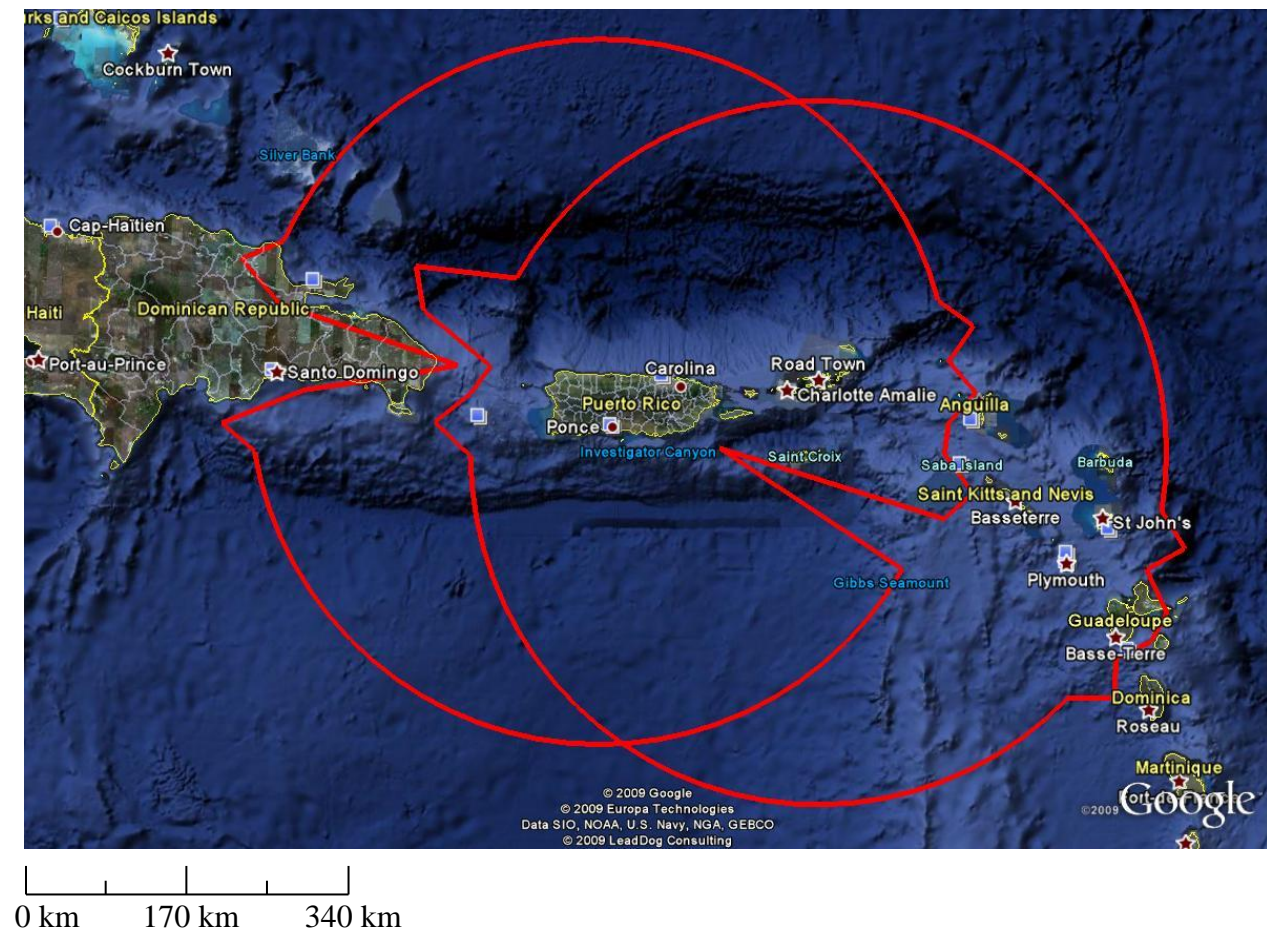 rks and Caicos Islands
Cockburn Town
Silver Bank
Cap-Haïtien
Haiti
Dominican Republic
Port-au-Prince
Santo Domingo
Carolina
Road Town
Puerto Rico
Charlotte Amalie
Anguilla
Ponce
Investigator Canyon
Saint Croix
Saba Island
Barbuda
Saint Kitts and Nevis
Basseterre
St John's
Plymouth
Gibbs Seamount
Guadeloupe
Basse-Terre
Dominica
Roseau
Martinique
© 2009 Google
© 2009 Europa Technologies
Data SIO, NOAA, U.S. Navy, NGA, GEBCO
© 2009 LeadDog Consulting
©2009 Google
0 km 170 km 340 km